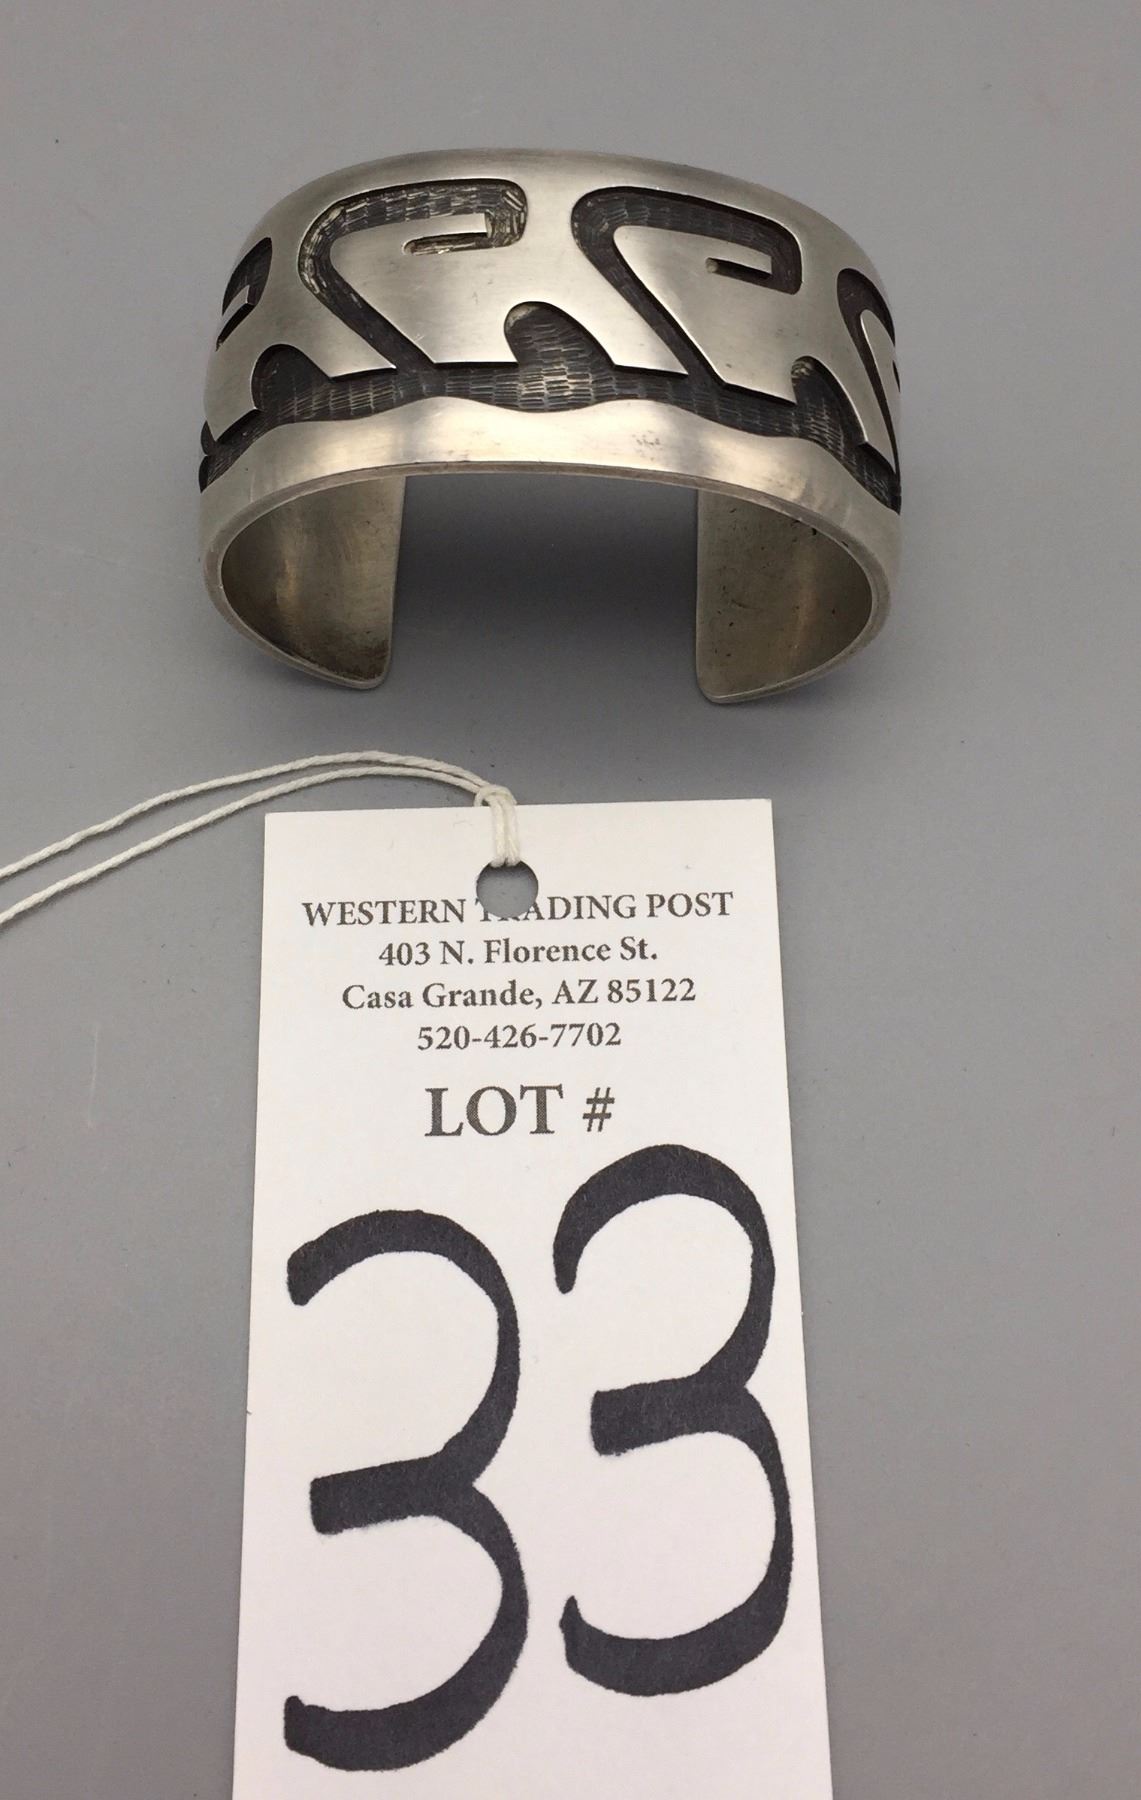 WESTERN TRADING POST
403 N. Florence St.
Casa Grande, AZ 85122
520-426-7702
LOT #
33